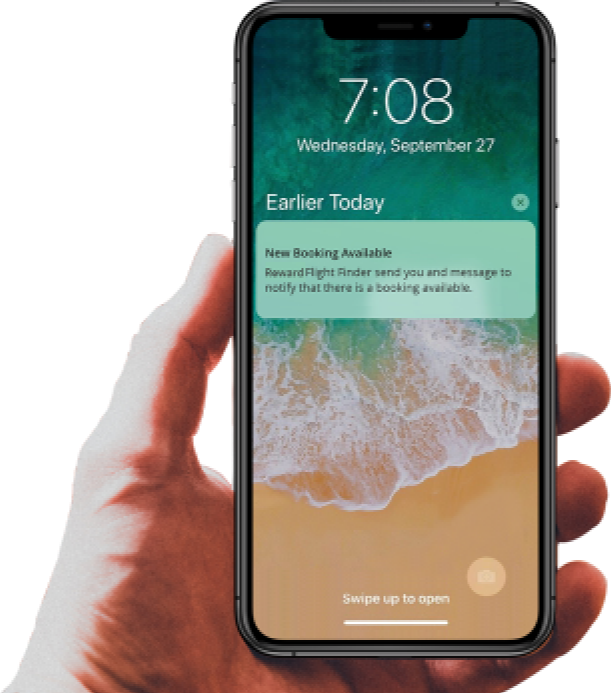 7:08
Wednesday, September 27
Earlier Today
New Booking Available
RewardFlight Finder send you and message to
notify that there is a booking available.
Swipe up to open